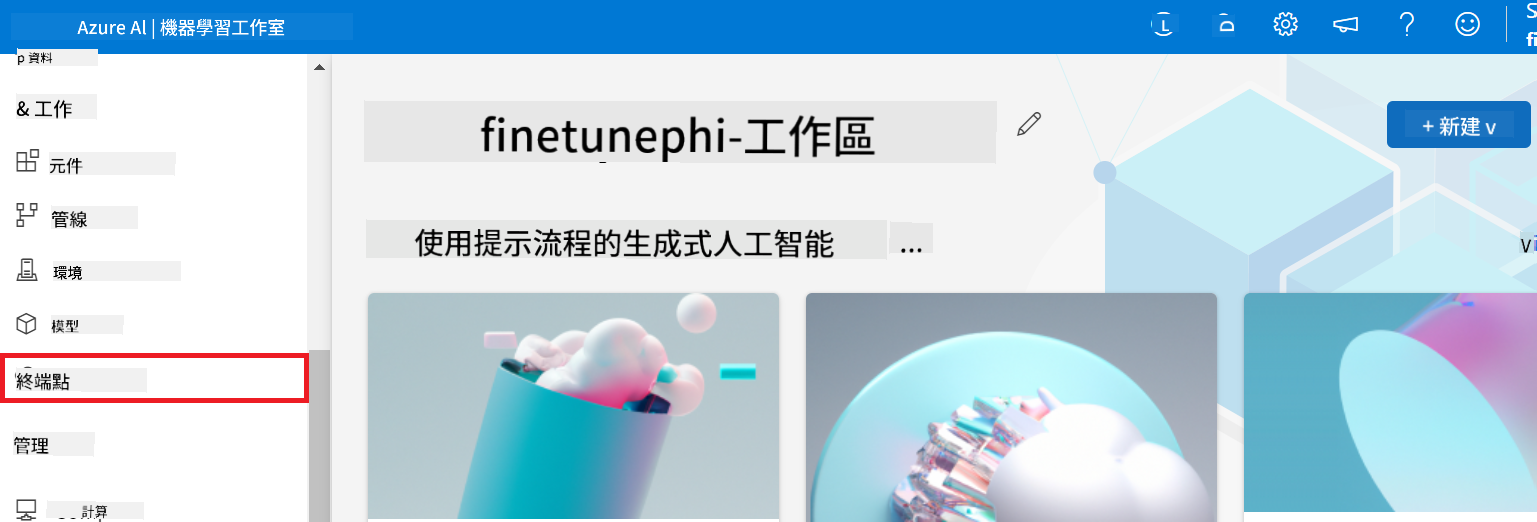 Azure Al | 機器學習工作室
p 資料
& 工作
元件
管線
環境
模型
終端點
管理
計算
finetunephi-工作區
+ 新建 v
使用提示流程的生成式人工智能
...